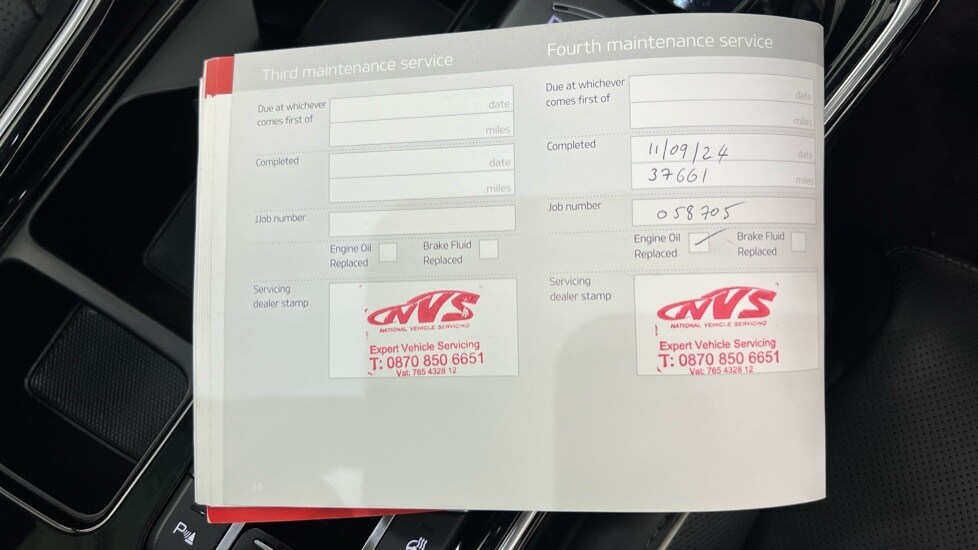 Third maintenance service
Due at whichever
comes first of
date
miles
Completed
date
miles
JJob number
Engine Oil
Replaced
Brake Fluid
Replaced
Servicing
dealer stamp
NVS
NATIONAL VEHICLE SERVICING
Expert Vehicle Servicing
T: 0870 850 6651
Vat: 765 4328 12
Fourth maintenance service
Due at whichever
comes first of
date
miles
Completed
11/09/24
date
37661
miles
Job number
058705
Engine Oil
Replaced
Brake Fluid
Replaced
Servicing
dealer stamp
NVS
NATIONAL VEHICLE SERVICING
Expert Vehicle Servicing
T: 0870 850 6651
Vat: 765 4328 12
P